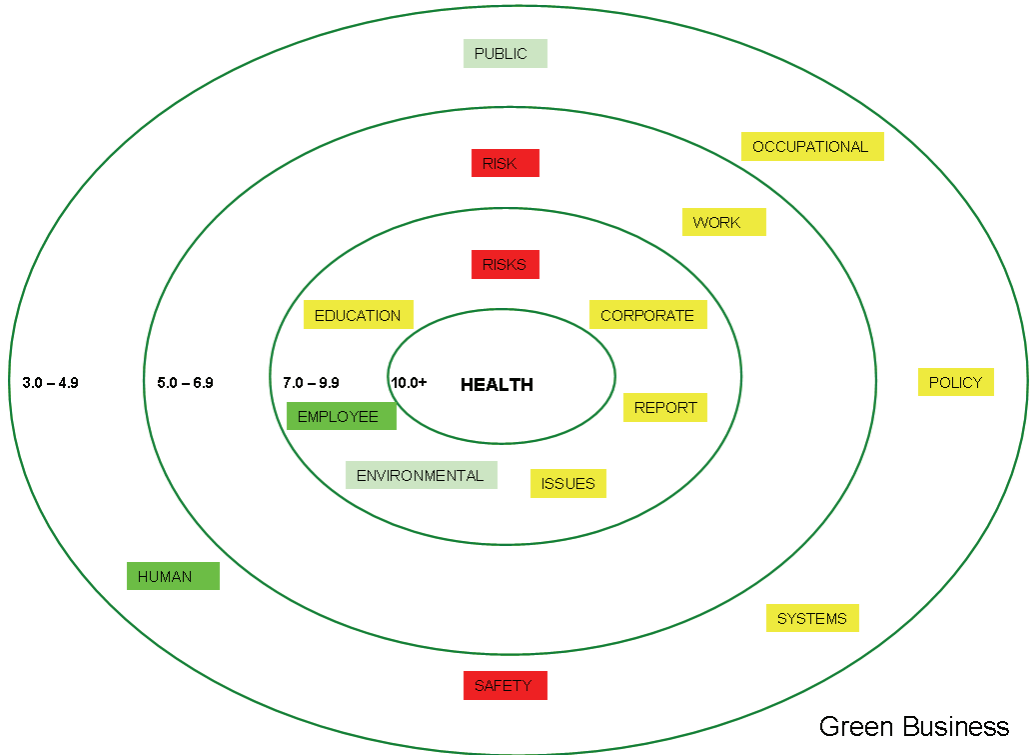 PUBLIC
OCCUPATIONAL
RISK
WORK
RISKS
EDUCATION
CORPORATE
3.0 – 4.9
5.0 – 6.9
7.0 – 9.9
10.0+
HEALTH
POLICY
EMPLOYEE
REPORT
ENVIRONMENTAL
ISSUES
HUMAN
SYSTEMS
SAFETY
Green Business